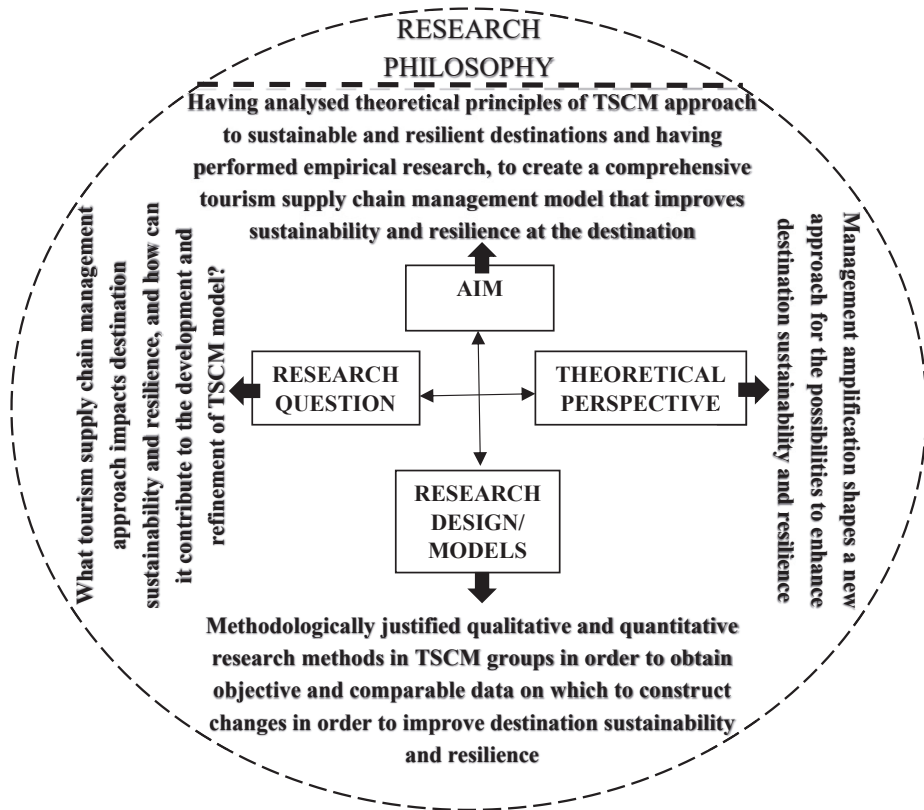 RESEARCH
PHILOSOPHY
Having analysed theoretical principles of TSCM approach
to sustainable and resilient destinations and having
performed empirical research, to create a comprehensive
tourism supply chain management model that improves
sustainability and resilience at the destination
AIM
What tourism supply chain management
approach impacts destination
sustainability and resilience, and how can
it contribute to the development and
refinement of TSCM model?
RESEARCH
QUESTION
THEORETICAL
PERSPECTIVE
Management amplification shapes a new
approach for the possibilities to enhance
destination sustainability and resilience
RESEARCH
DESIGN/
MODELS
Methodologically justified qualitative and quantitative
research methods in TSCM groups in order to obtain
objective and comparable data on which to construct
changes in order to improve destination sustainability
and resilience